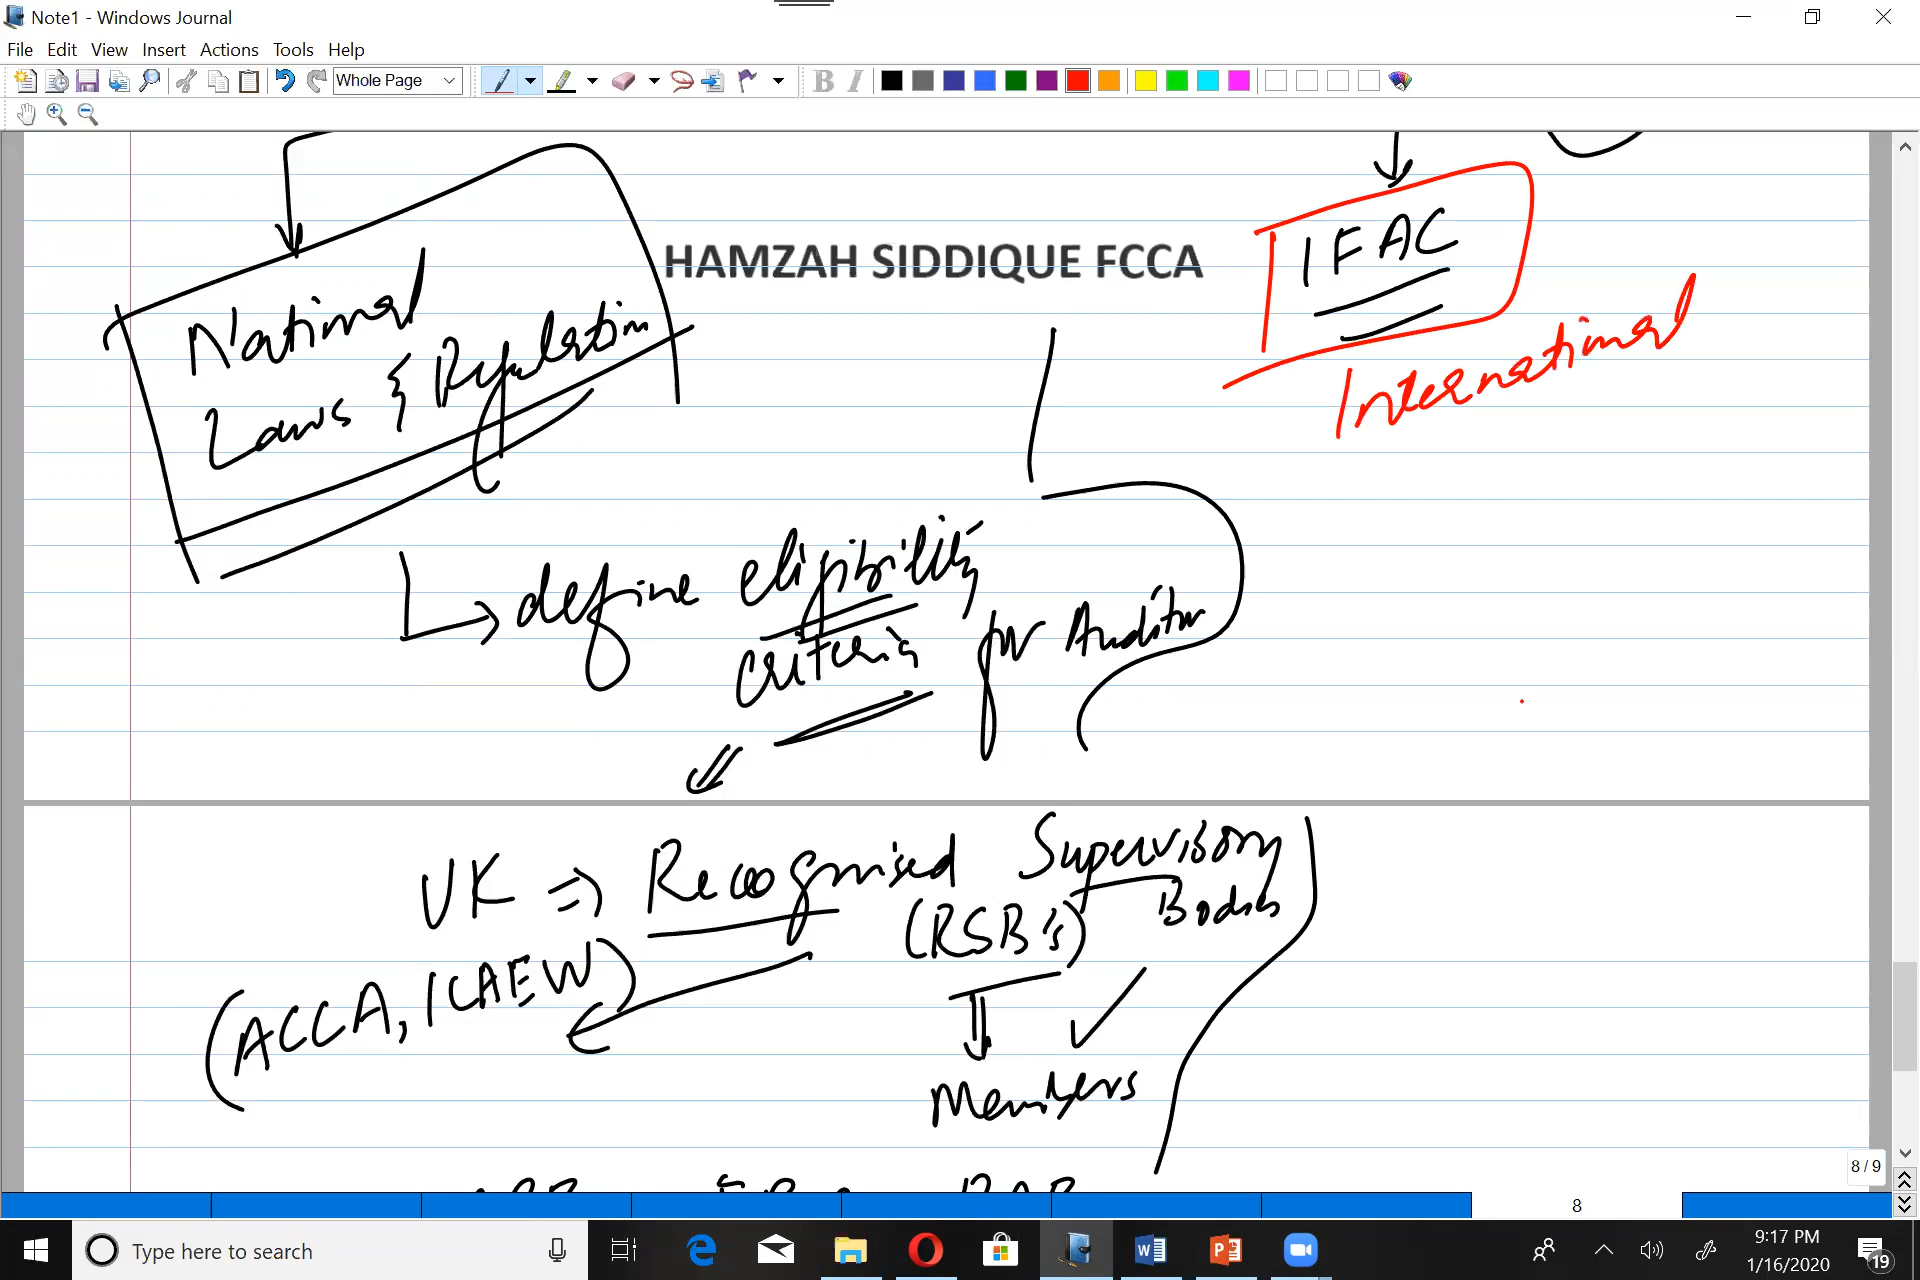 Note1 - Windows Journal
File Edit View Insert Actions Tools Help
Whole Page
B I
HAMZAH SIDDIQUE FCCA
IFAC
International
National
Laws & Regulation
define eligibility
criteria for Auditor
UK => Recognised Supervisory
(RSB's) Bodies
(ACCA, ICAEW)
Members
8 / 9
8
Type here to search
9:17 PM
1/16/2020
19